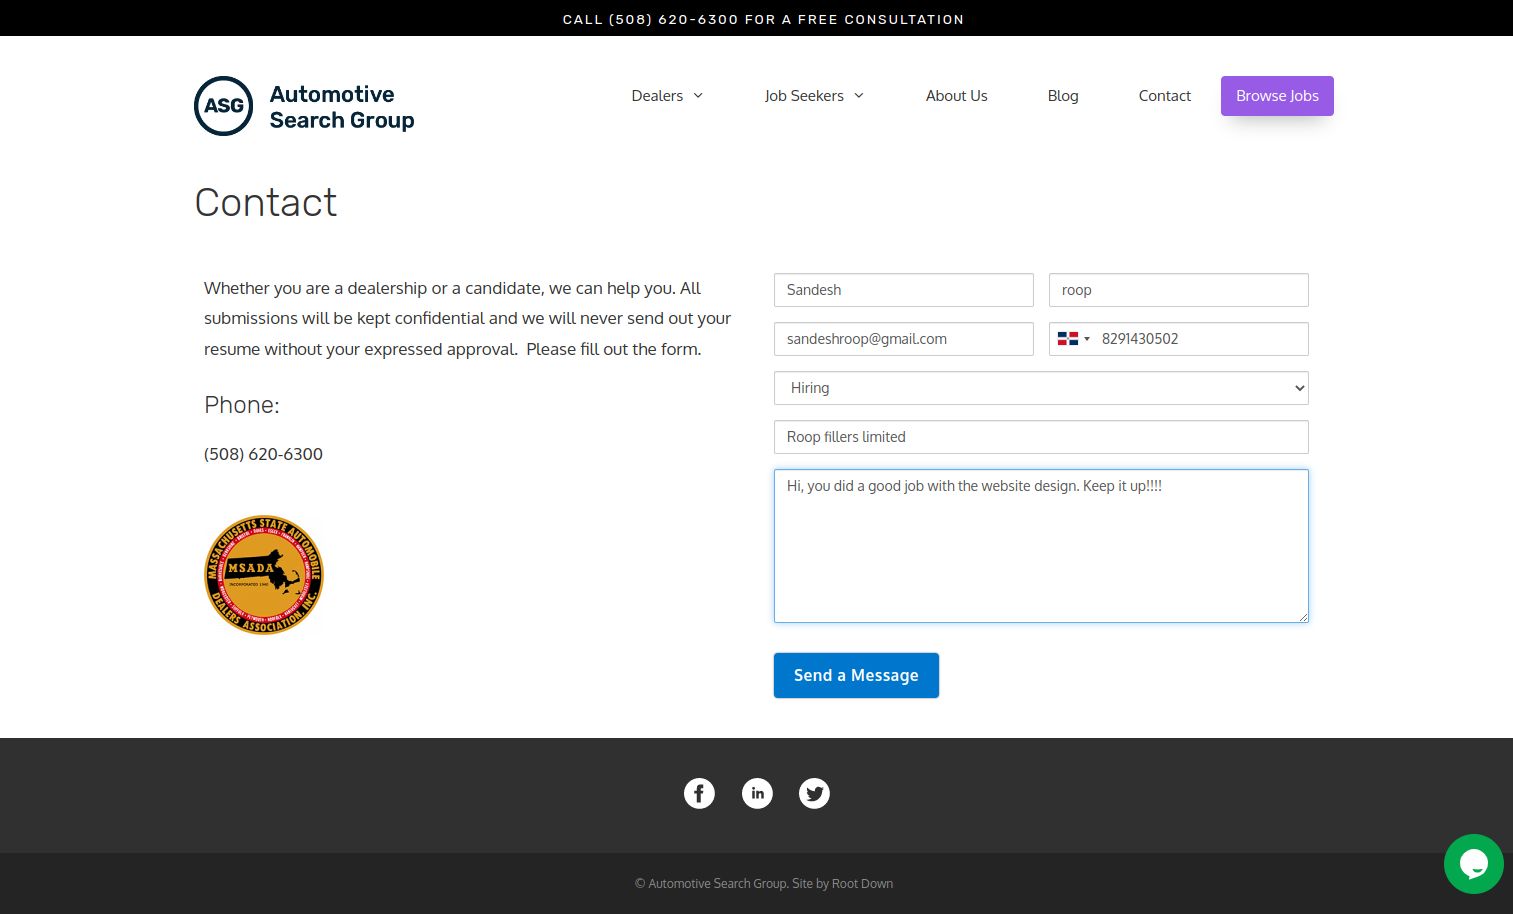 CALL (508) 620-6300 FOR A FREE CONSULTATION
ASG
Automotive
Search Group
Dealers
Job Seekers
About Us
Blog
Contact
Browse Jobs
Contact
Whether you are a dealership or a candidate, we can help you. All
submissions will be kept confidential and we will never send out your
resume without your expressed approval. Please fill out the form.
Phone:
(508) 620-6300
MASSACHUSETTS STATE AUTOMOBILE
DEALERS ASSOCIATION, INC.
MSADA
Sandesh
roop
sandeshroop@gmail.com
8291430502
Hiring
Roop fillers limited
Hi, you did a good job with the website design. Keep it up!!!!
Send a Message
© Automotive Search Group. Site by Root Down